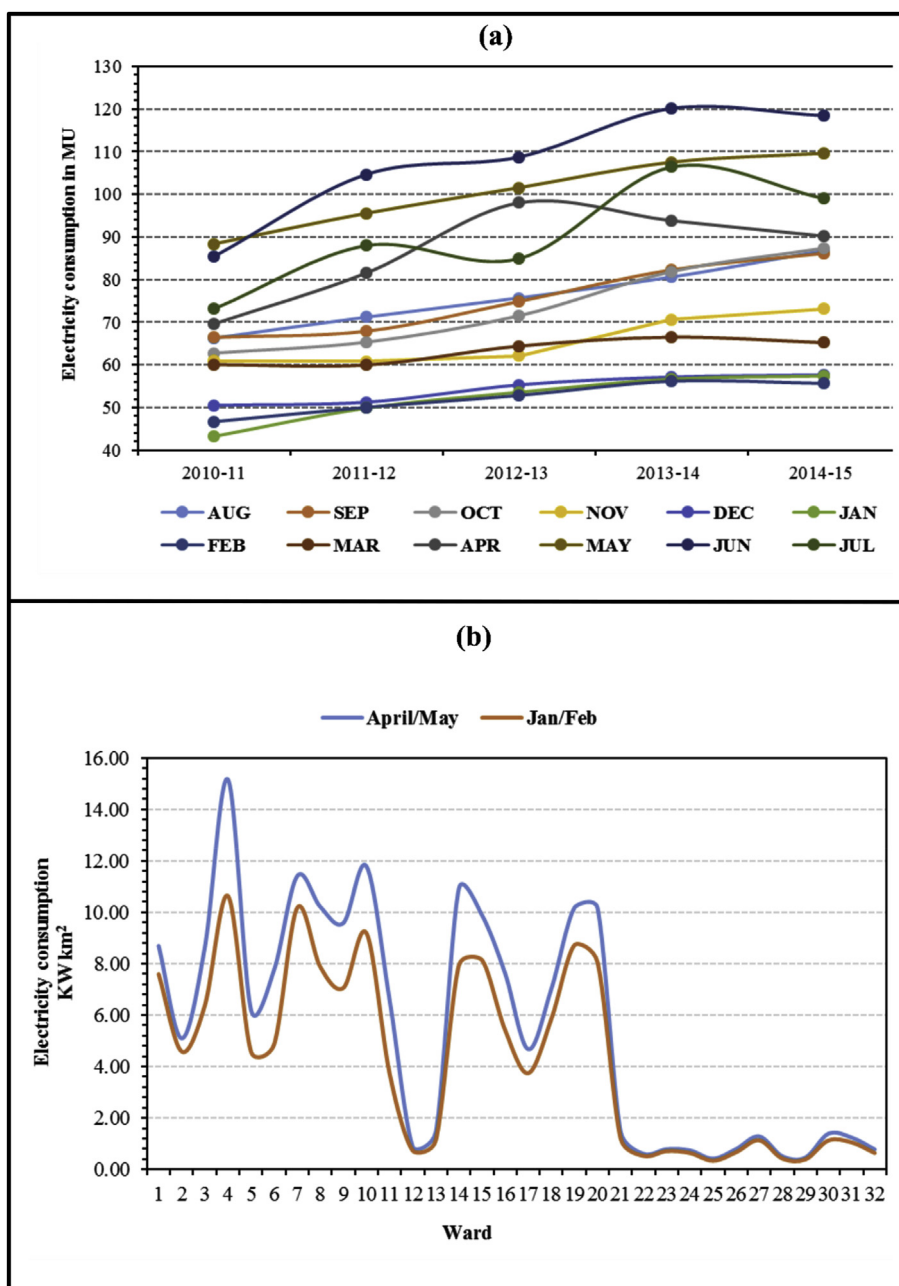 (a)
Electricity consumption in MU
130
120
110
100
90
80
70
60
50
40
2010-11 2011-12 2012-13 2013-14 2014-15
AUG SEP OCT NOV DEC JAN
FEB MAR APR MAY JUN JUL
(b)
April/May Jan/Feb
Electricity consumption
KW km²
16.00
14.00
12.00
10.00
8.00
6.00
4.00
2.00
0.00
1 2 3 4 5 6 7 8 9 10 11 12 13 14 15 16 17 18 19 20 21 22 23 24 25 26 27 28 29 30 31 32
Ward